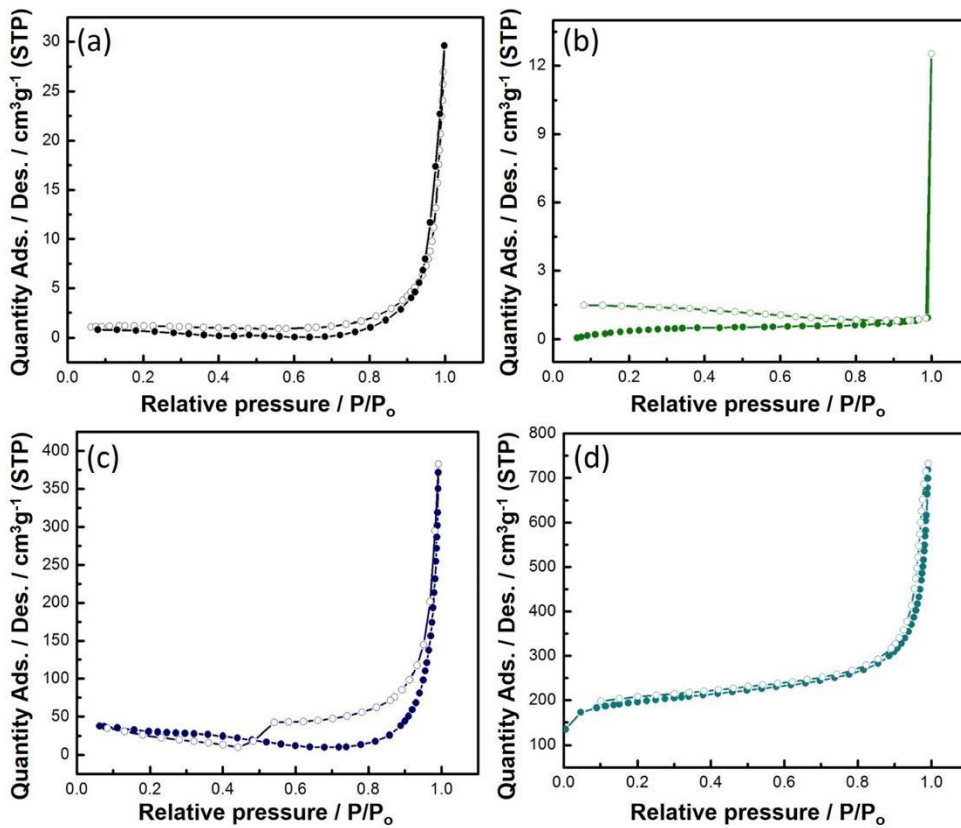 (a)
Quantity Ads. / Des. / cm³g⁻¹ (STP)
30
25
20
15
10
5
0
0.0 0.2 0.4 0.6 0.8 1.0
Relative pressure / P/Pₒ
(b)
Quantity Ads. / Des. / cm³g⁻¹ (STP)
12
9
6
3
0
0.0 0.2 0.4 0.6 0.8 1.0
Relative pressure / P/Pₒ
(c)
Quantity Ads. / Des. / cm³g⁻¹ (STP)
400
350
300
250
200
150
100
50
0
0.0 0.2 0.4 0.6 0.8 1.0
Relative pressure / P/Pₒ
(d)
Quantity Ads. / Des. / cm³g⁻¹ (STP)
800
700
600
500
400
300
200
100
0.0 0.2 0.4 0.6 0.8 1.0
Relative pressure / P/Pₒ